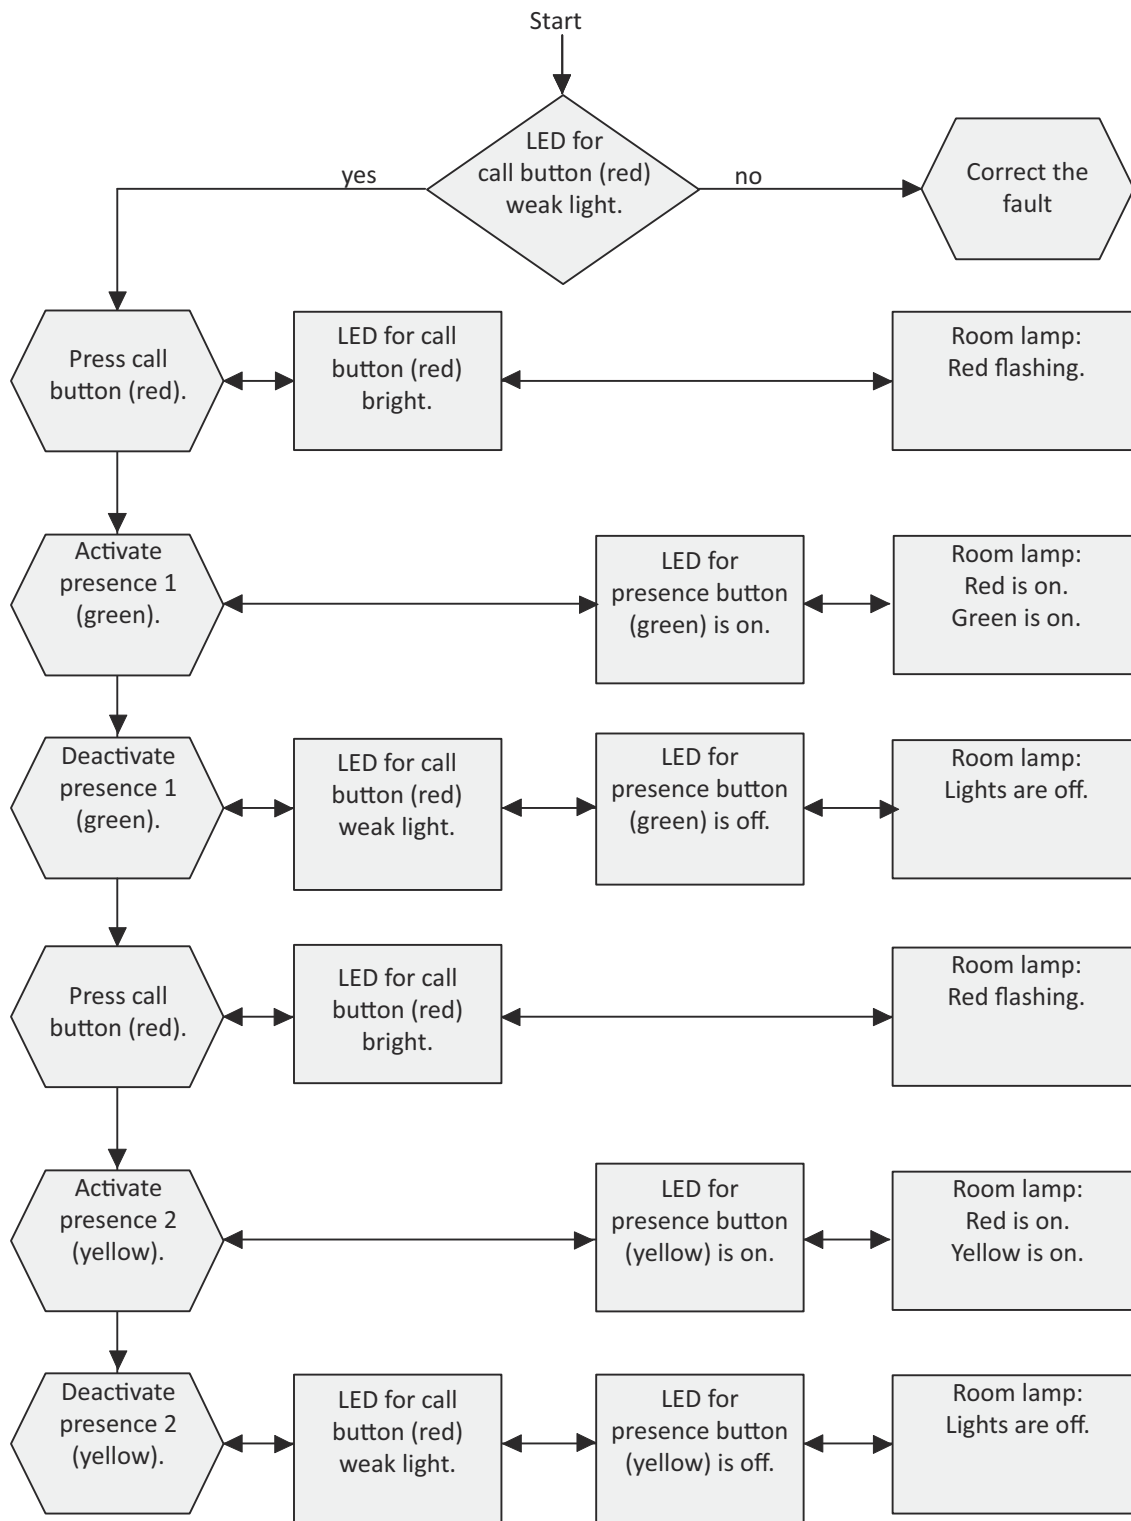 Start
LED for
call button (red)
weak light.
yes
no
Correct the
fault
Press call
button (red).
LED for call
button (red)
bright.
Room lamp:
Red flashing.
Activate
presence 1
(green).
LED for
presence button
(green) is on.
Room lamp:
Red is on.
Green is on.
Deactivate
presence 1
(green).
LED for call
button (red)
weak light.
LED for
presence button
(green) is off.
Room lamp:
Lights are off.
Press call
button (red).
LED for call
button (red)
bright.
Room lamp:
Red flashing.
Activate
presence 2
(yellow).
LED for
presence button
(yellow) is on.
Room lamp:
Red is on.
Yellow is on.
Deactivate
presence 2
(yellow).
LED for call
button (red)
weak light.
LED for
presence button
(yellow) is off.
Room lamp:
Lights are off.